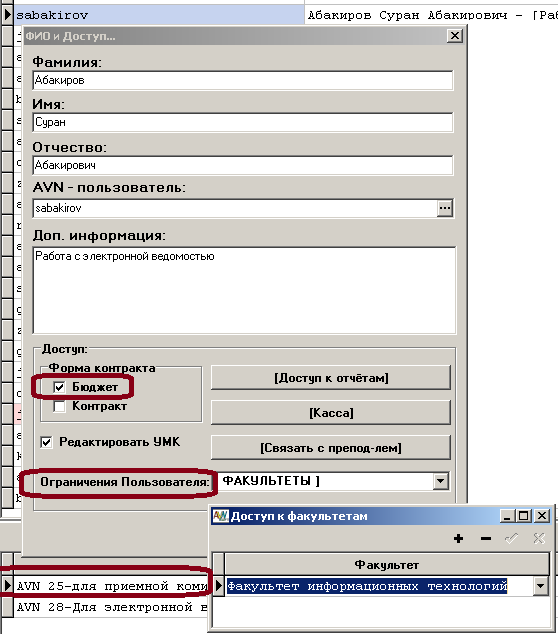 sabakirov Абакиров Суран Абакирович - [Раб
ФИО и Доступ...
Фамилия:
Абакиров
Имя:
Суран
Отчество:
Абакирович
AVN - пользователь:
sabakirov
Доп. информация:
Работа с электронной ведомостью
Доступ:
Форма контракта
Бюджет
Контракт
[Доступ к отчётам]
[Касса]
Редактировать УМК
[Связать с препод-лем]
Ограничения Пользователя:
ФАКУЛЬТЕТЫ ]
Доступ к факультетам
Факультет
Факультет информационных технологий
AVN 25-для приемной коми
AVN 28-Для электронной в